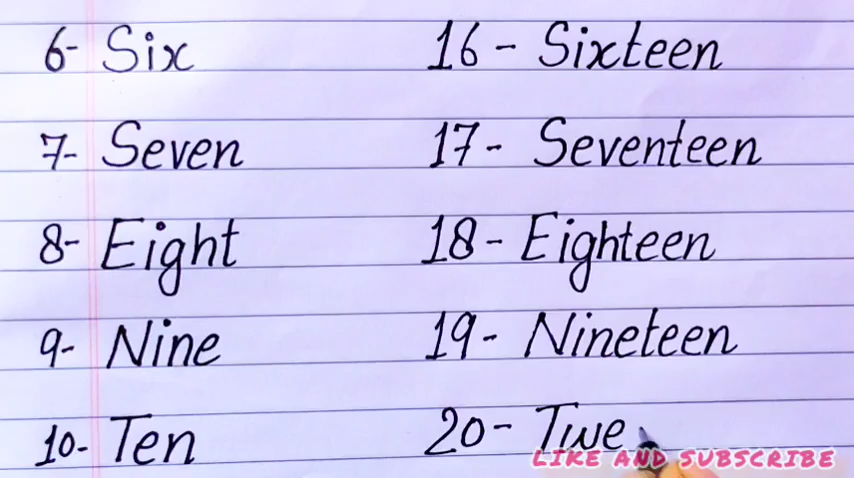 6- Six 16 - Sixteen
7- Seven 17 - Seventeen
8- Eight 18 - Eighteen
9- Nine 19 - Nineteen
10- Ten 20 - Twe
LIKE AND SUBSCRIBE